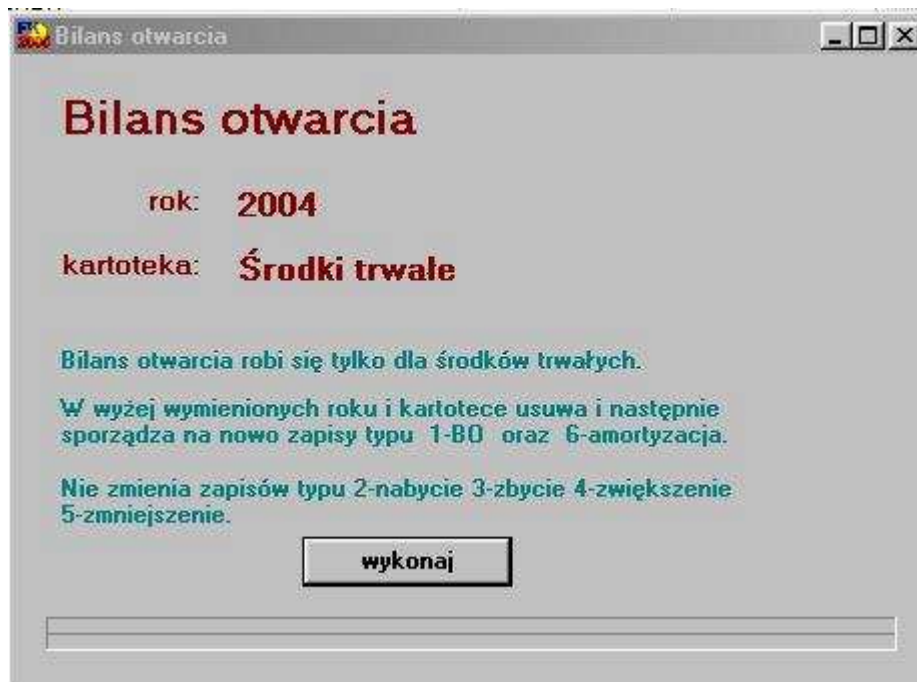 Bilans otwarcia
Bilans otwarcia
rok: 2004
kartoteka: Środki trwałe
Bilans otwarcia robi się tylko dla środków trwałych.
W wyżej wymienionych roku i kartotece usuwa i następnie
sporządza na nowo zapisy typu 1-BO oraz 6-amortyzacja.
Nie zmienia zapisów typu 2-nabycie 3-zbycie 4-zwiększenie
5-zmniejszenie.
wykonaj